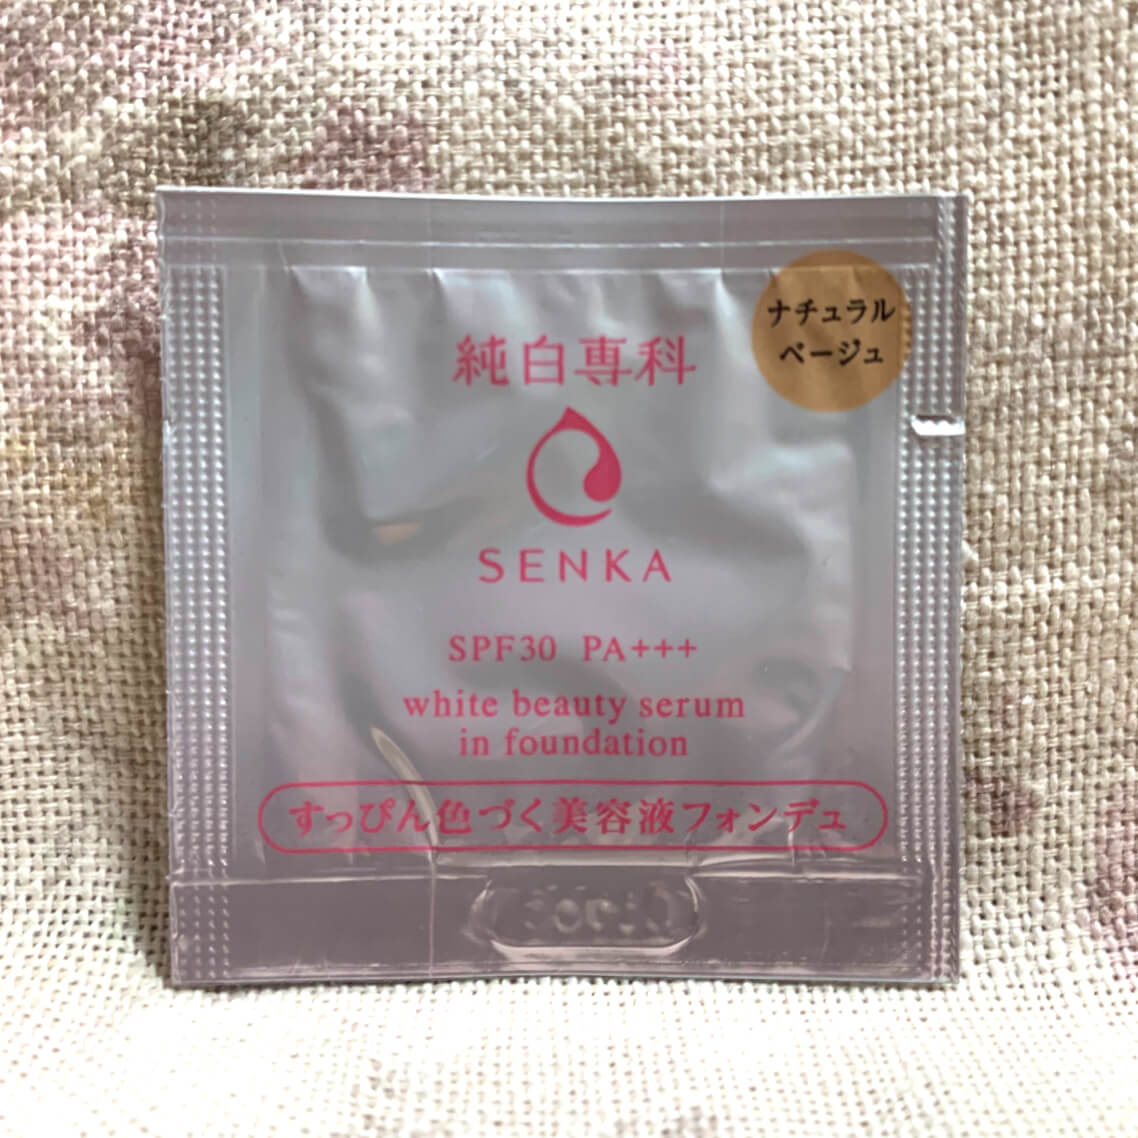 ナチュラル
ベージュ
純白専科
SENKA
SPF30 PA+++
white beauty serum
in foundation
すっぴん色づく美容液フォンデュ